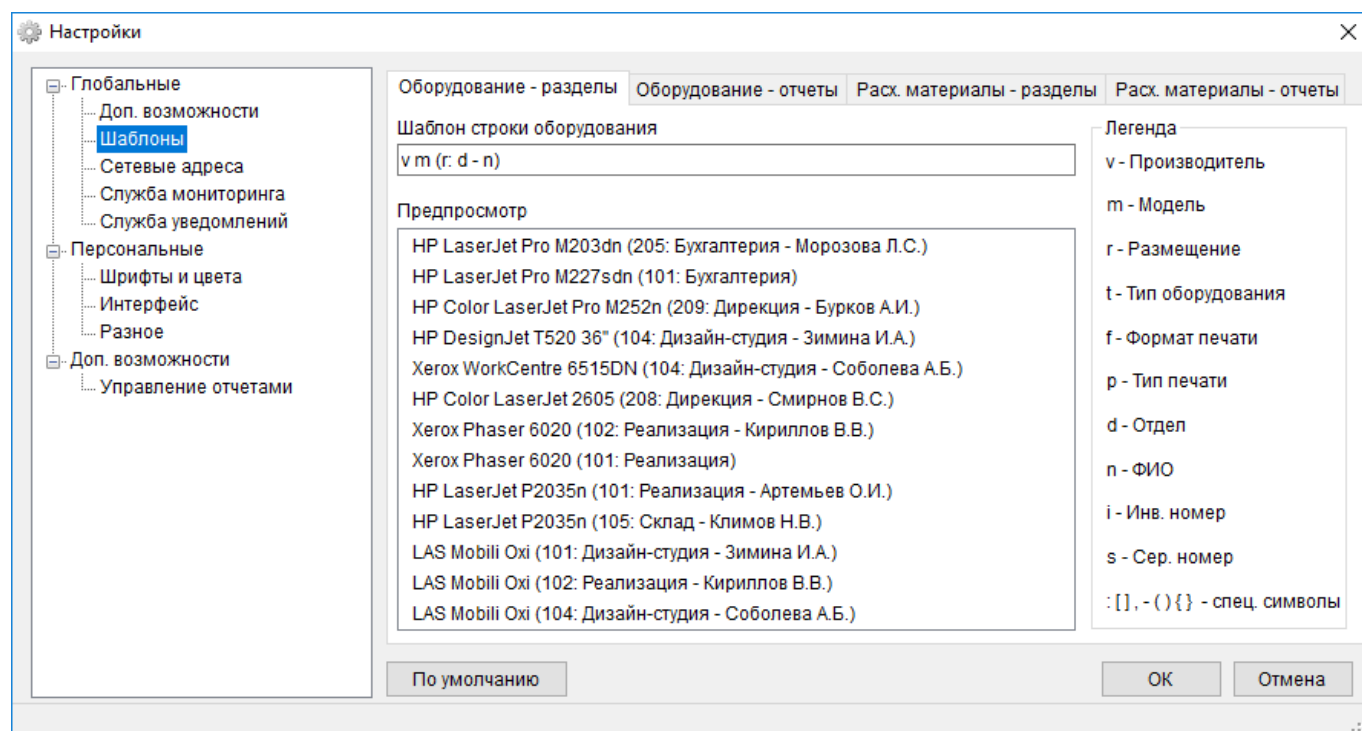 Настройки
Глобальные
Доп. возможности
Шаблоны
Сетевые адреса
Служба мониторинга
Служба уведомлений
Персональные
Шрифты и цвета
Интерфейс
Разное
Доп. возможности
Управление отчетами
Оборудование - разделы
Оборудование - отчеты
Расх. материалы - разделы
Расх. материалы - отчеты
Шаблон строки оборудования
v m (r: d - n)
Предпросмотр
HP LaserJet Pro M203dn (205: Бухгалтерия - Морозова Л.С.)
HP LaserJet Pro M227sdn (101: Бухгалтерия)
HP Color LaserJet Pro M252n (209: Дирекция - Бурков А.И.)
HP DesignJet T520 36" (104: Дизайн-студия - Зимина И.А.)
Xerox WorkCentre 6515DN (104: Дизайн-студия - Соболева А.Б.)
HP Color LaserJet 2605 (208: Дирекция - Смирнов В.С.)
Xerox Phaser 6020 (102: Реализация - Кириллов В.В.)
Xerox Phaser 6020 (101: Реализация)
HP LaserJet P2035n (101: Реализация - Артемьев О.И.)
HP LaserJet P2035n (105: Склад - Климов Н.В.)
LAS Mobili Oxi (101: Дизайн-студия - Зимина И.А.)
LAS Mobili Oxi (102: Реализация - Кириллов В.В.)
LAS Mobili Oxi (104: Дизайн-студия - Соболева А.Б.)
Легенда
v - Производитель
m - Модель
r - Размещение
t - Тип оборудования
f - Формат печати
p - Тип печати
d - Отдел
n - ФИО
i - Инв. номер
s - Сер. номер
: [ ] , - ( ) { } - спец. символы
По умолчанию
ОК
Отмена